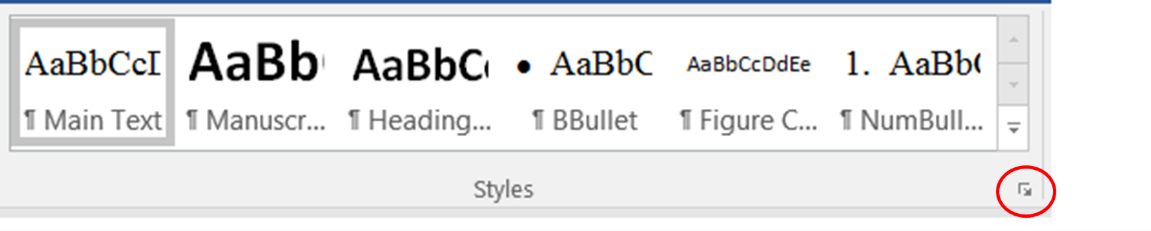 AaBbCcI AaBb AaBbC • AaBbC AaBbCcDdEe 1. AaBb(
¶ Main Text ¶ Manuscr... ¶ Heading... ¶ BBullet ¶ Figure C... ¶ NumBull...
Styles